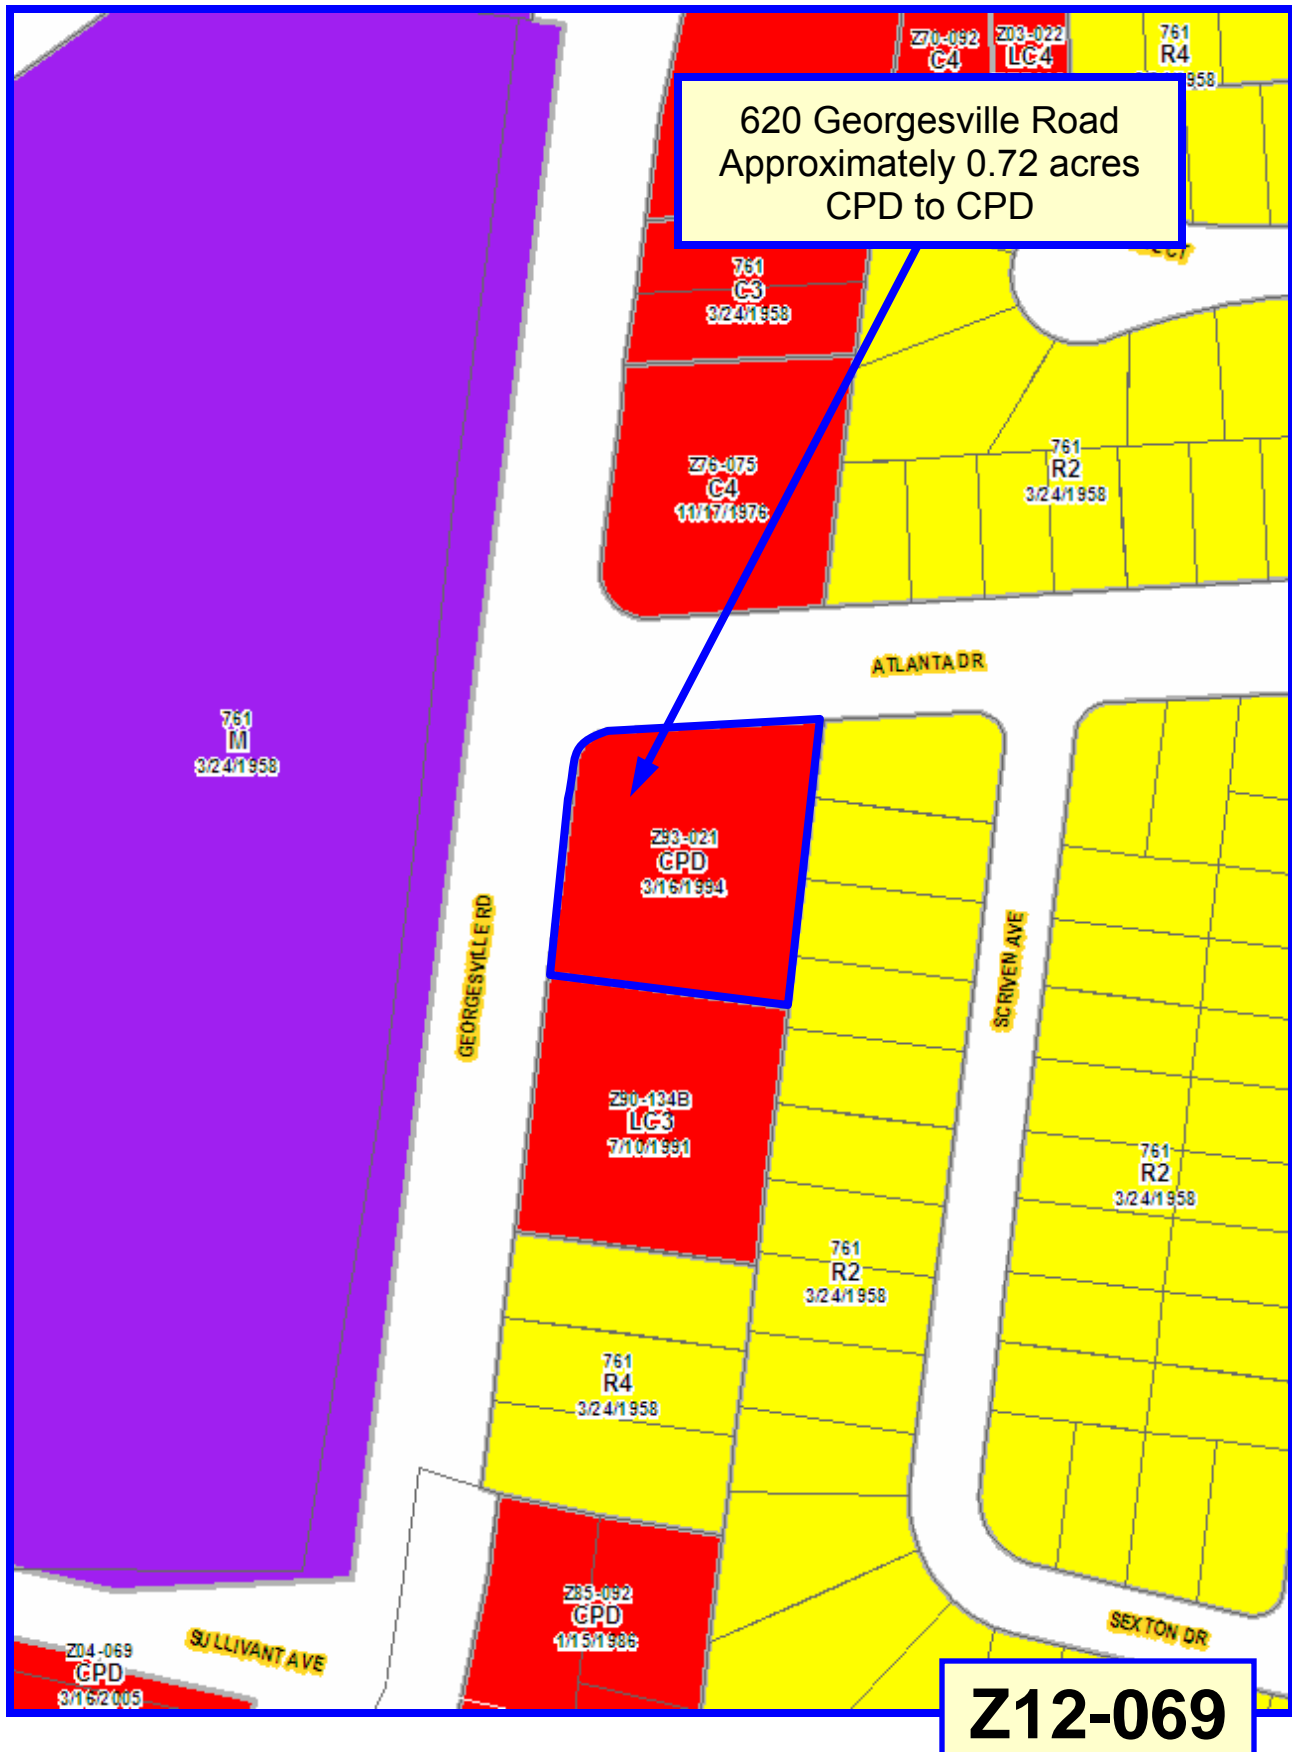 Z70-092
C4
Z03-022
LC4
761
R4
958
620 Georgesville Road
Approximately 0.72 acres
CPD to CPD
CT
761
C3
3/24/1958
Z76-075
C4
11/17/1976
761
R2
3/24/1958
ATLANTA DR
761
M
3/24/1958
Z93-021
CPD
3/16/1994
GEORGESVILLE RD
SCRIVEN AVE
Z90-134B
LC3
7/10/1991
761
R2
3/24/1958
761
R2
3/24/1958
761
R4
3/24/1958
Z85-092
CPD
1/15/1986
SULLIVANT AVE
SEXTON DR
Z04-069
CPD
3/16/2005
Z12-069